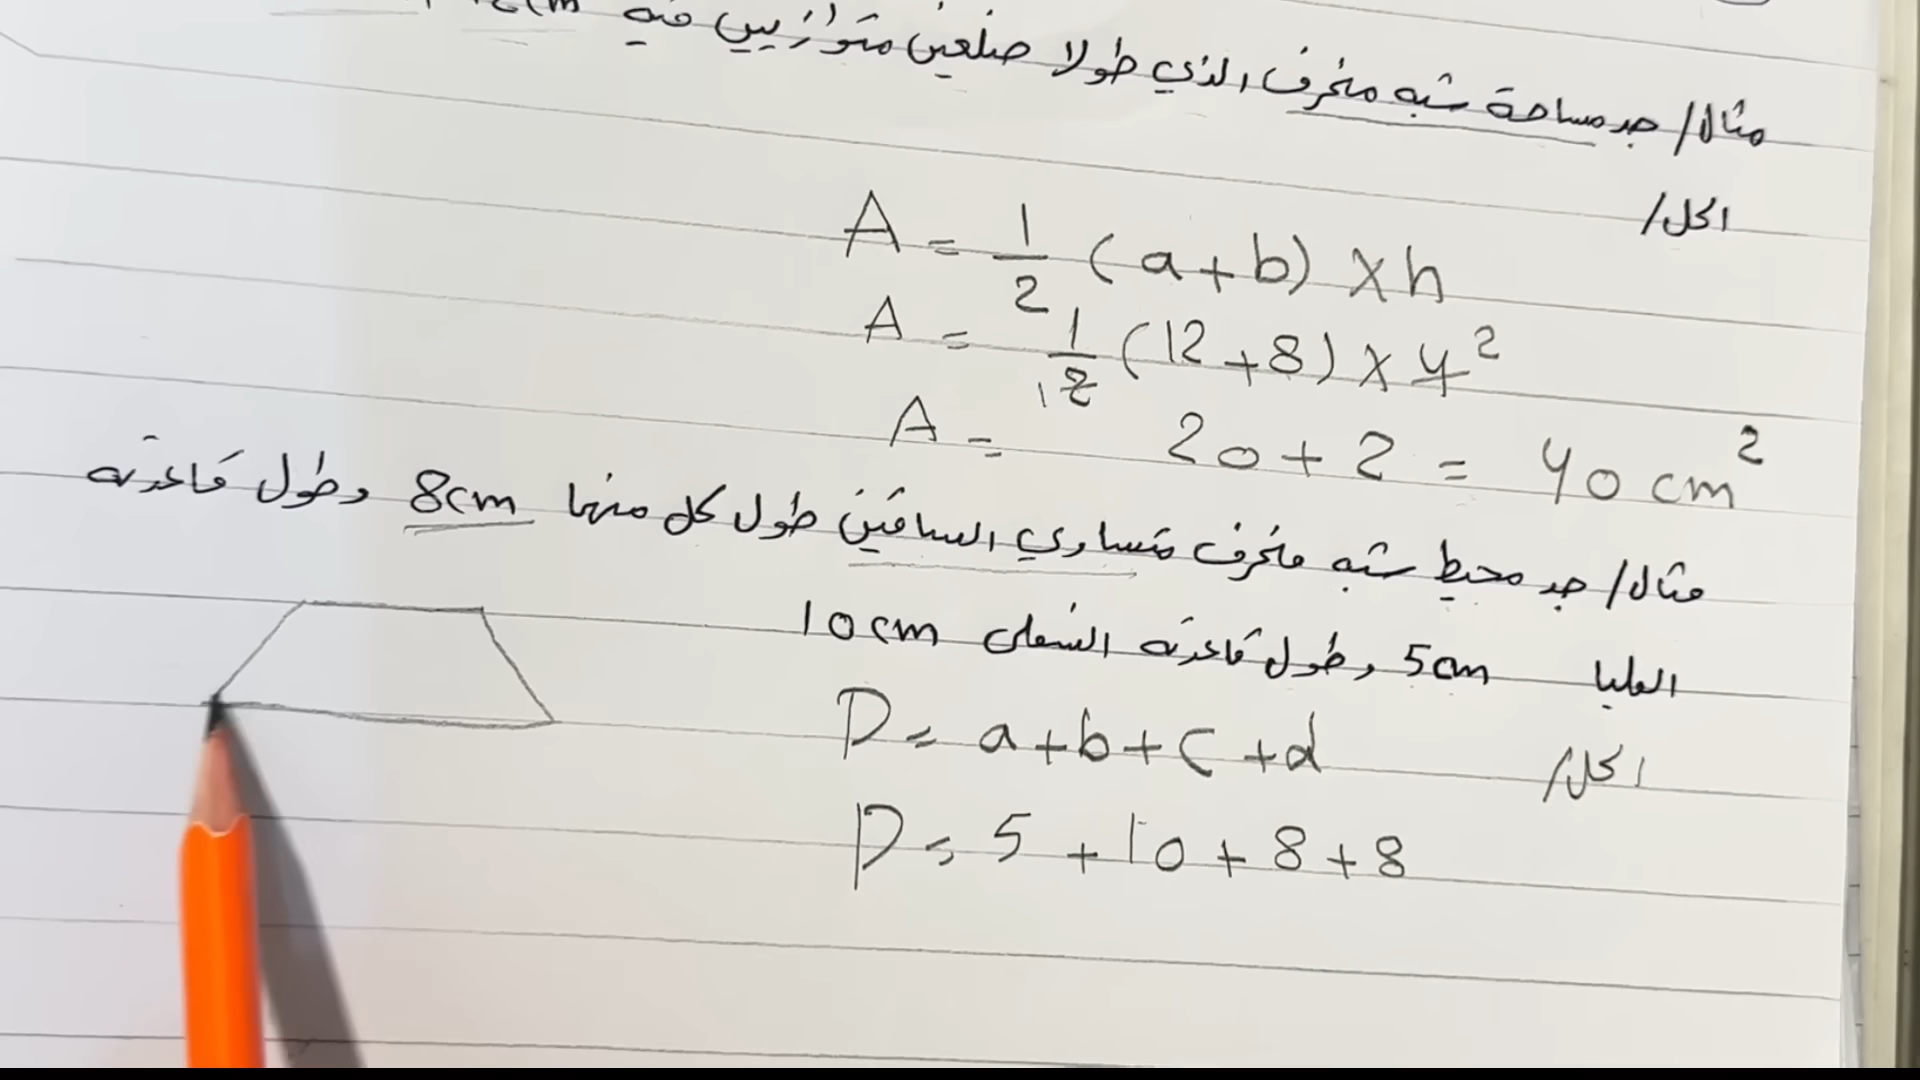 مثال/ جد مساحة شبه منحرف الذي طولا ضلعين متوازيين فيه
الحل/
A = 1/2 (a+b) × h
A = 1/2 (12+8) × 4 2
1
A = 20 + 2 = 40 cm²
مثال/ جد محيط شبه منحرف متساوي الساقين طول كل منهما 8cm وطول قاعدته
العليا 5cm وطول قاعدته السفلى 10cm
الحل/
P = a+b+c+d
P = 5 + 10 + 8 + 8